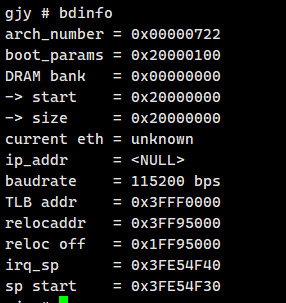 gjy # bdinfo
arch_number = 0x00000722
boot_params = 0x20000100
DRAM bank   = 0x00000000
-> start    = 0x20000000
-> size     = 0x20000000
current eth = unknown
ip_addr     = <NULL>
baudrate    = 115200 bps
TLB addr    = 0x3FFF0000
relocaddr   = 0x3FF95000
reloc off   = 0x1FF95000
irq_sp      = 0x3FE54F40
sp start    = 0x3FE54F30